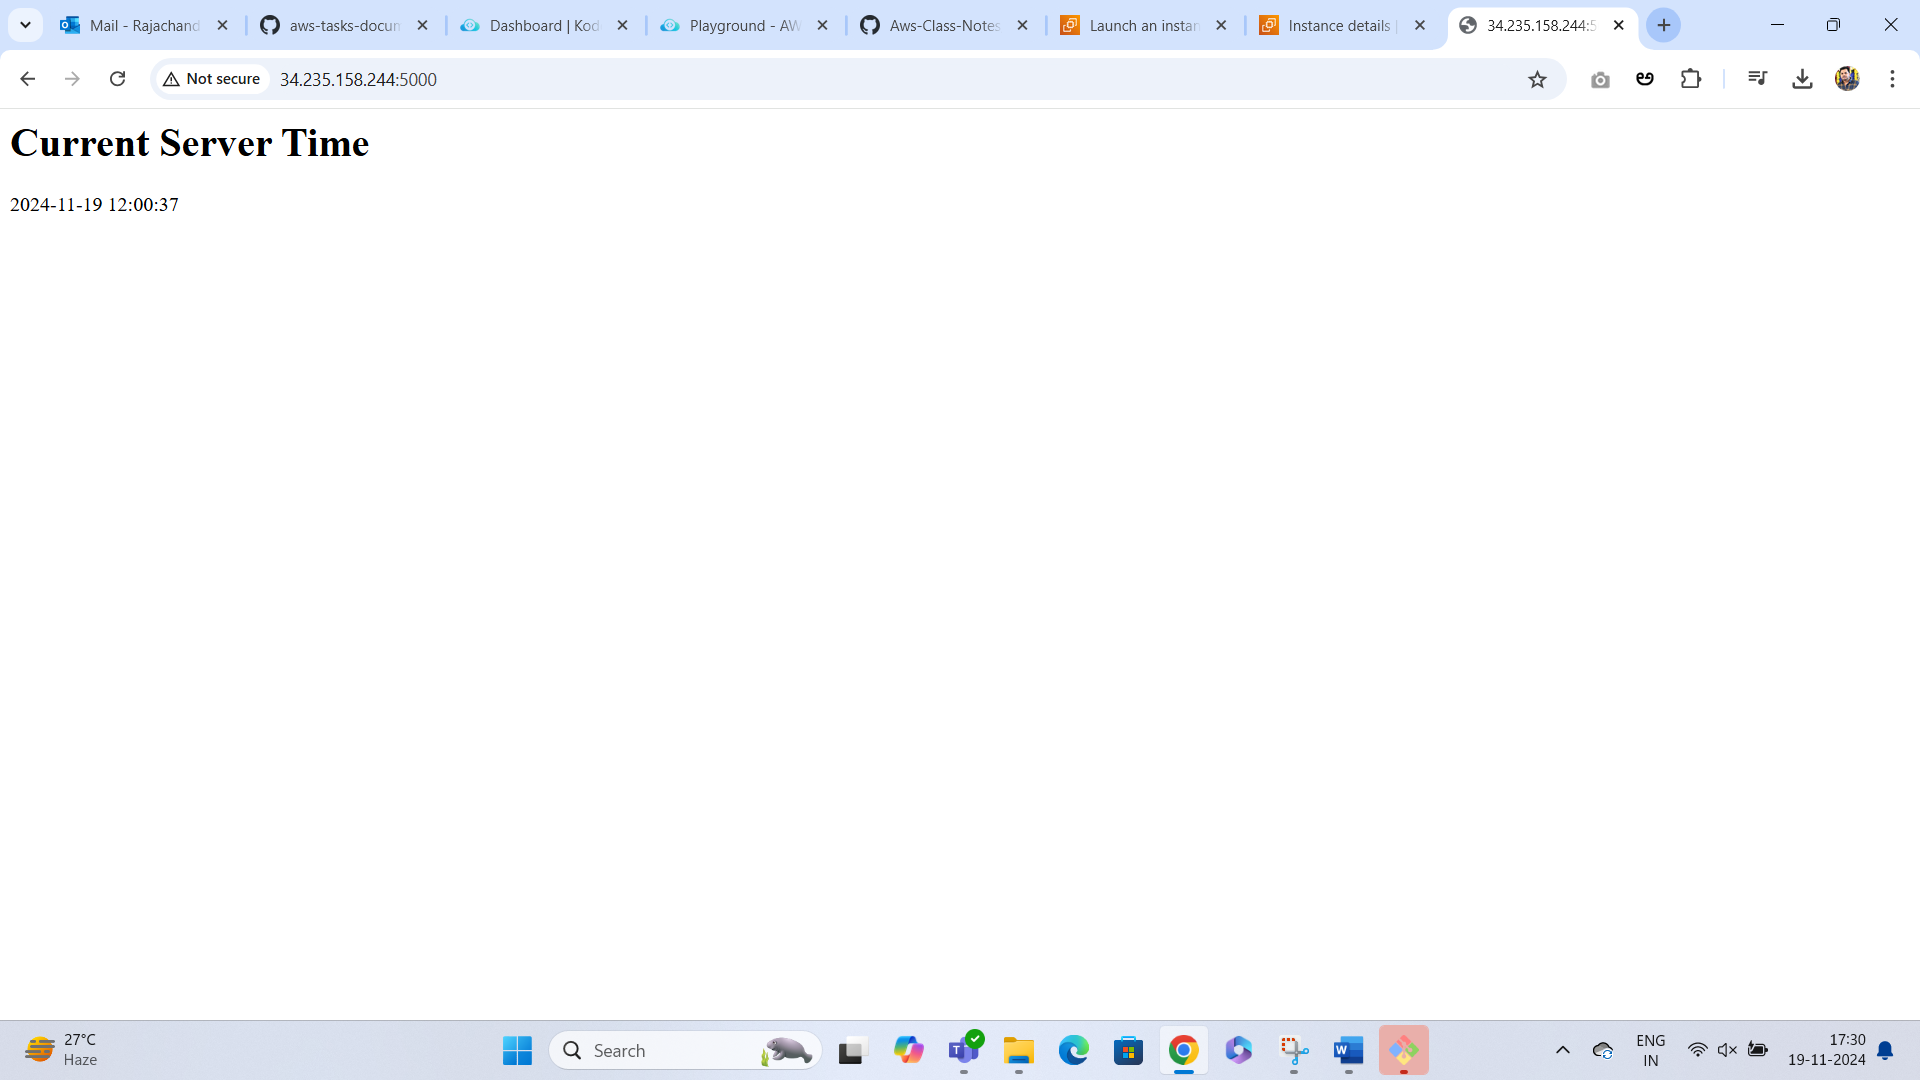 Mail - Rajachand
aws-tasks-docum
Dashboard | Kod
Playground - AW
Aws-Class-Notes
Launch an instan
Instance details |
34.235.158.244:5
Not secure
34.235.158.244:5000
Current Server Time
2024-11-19 12:00:37
27°C
Haze
Search
ENG
IN
17:30
19-11-2024